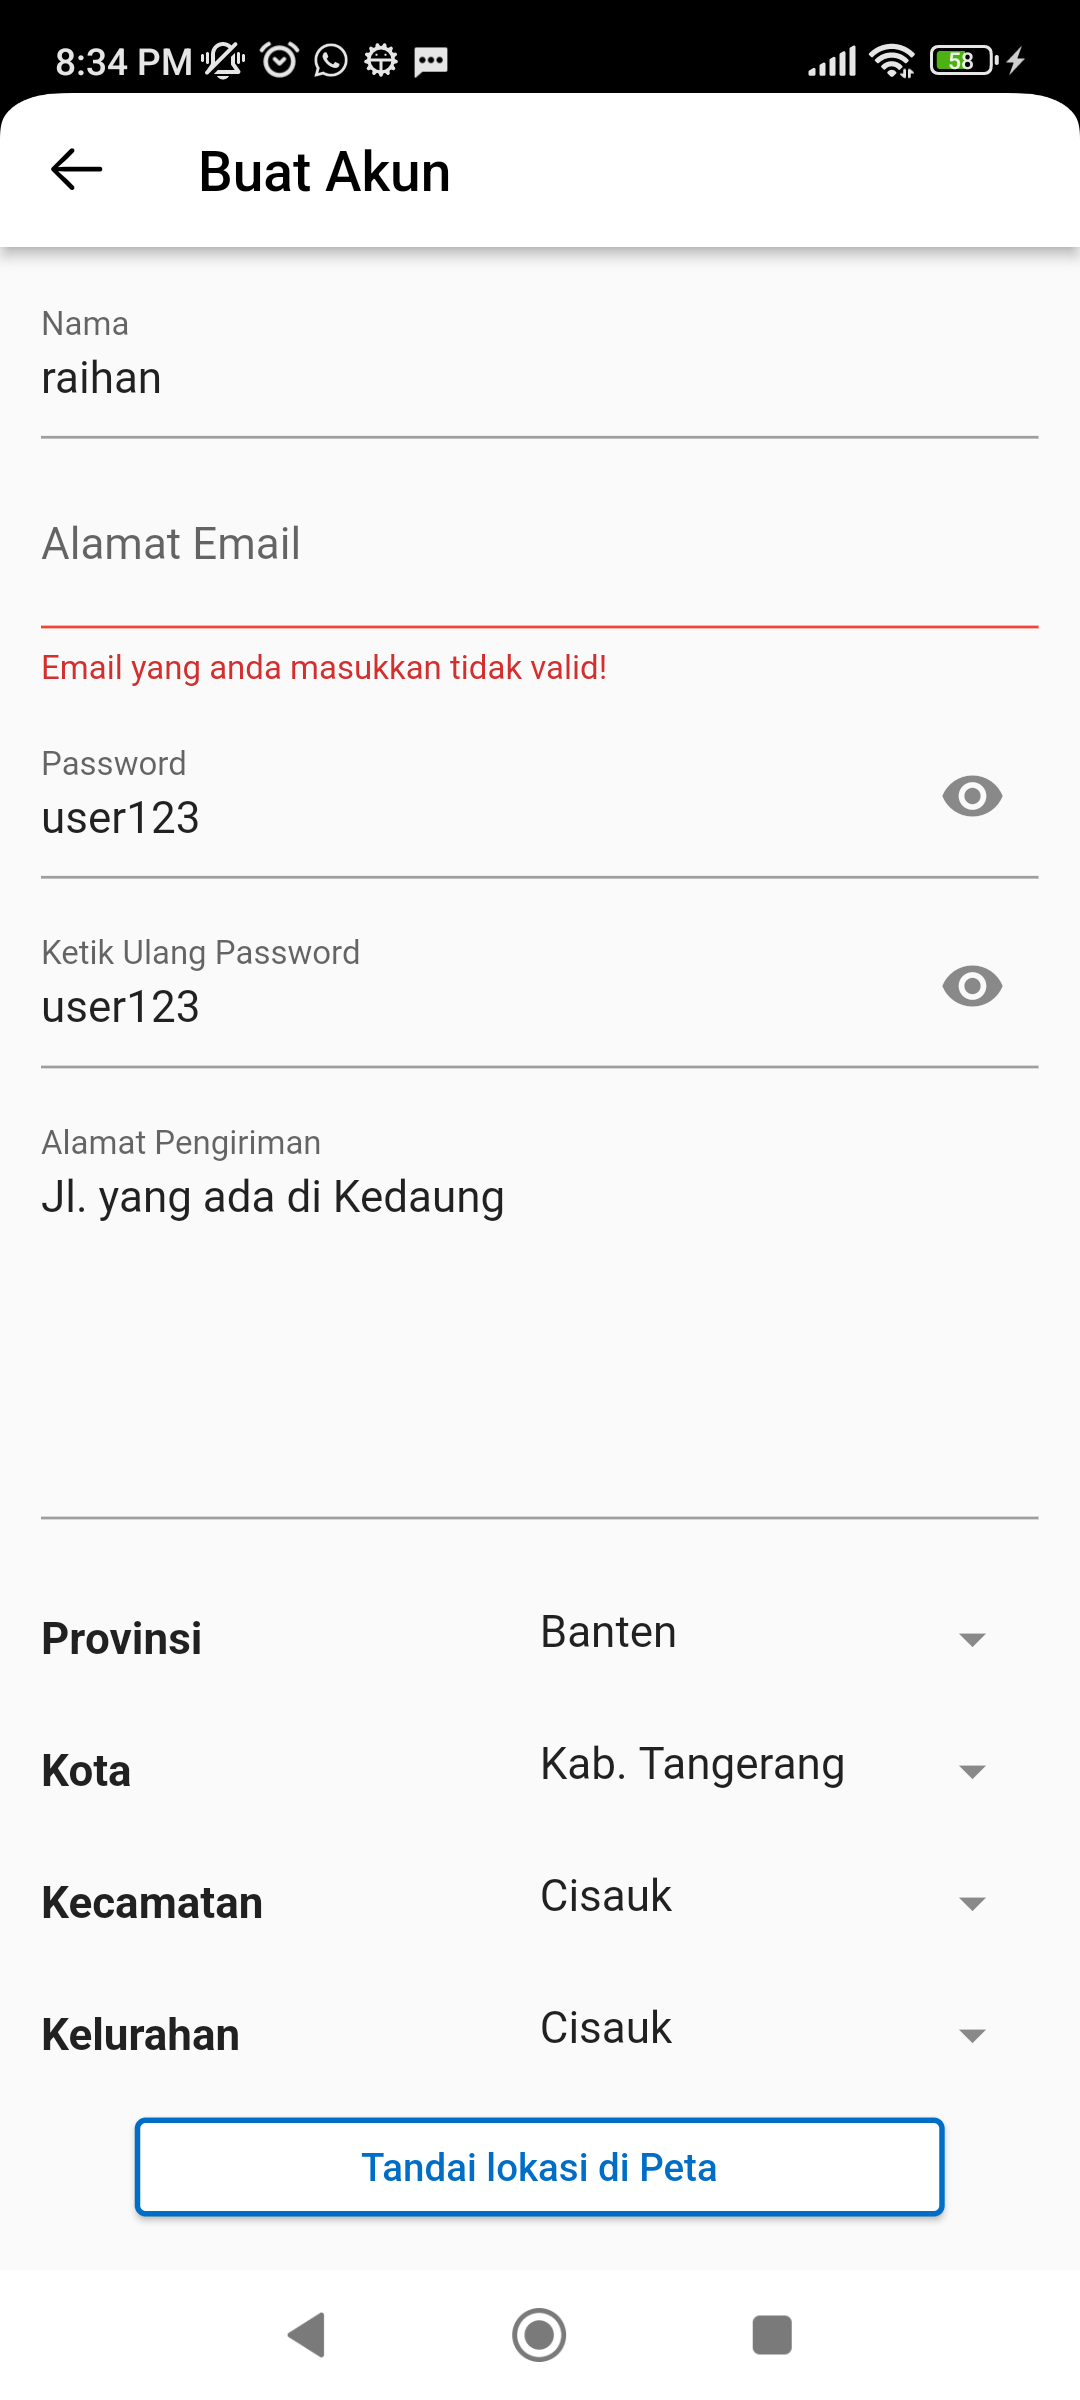 8:34 PM
58
Buat Akun
Nama
raihan
Alamat Email
Email yang anda masukkan tidak valid!
Password
user123
Ketik Ulang Password
user123
Alamat Pengiriman
Jl. yang ada di Kedaung
Provinsi Banten
Kota Kab. Tangerang
Kecamatan Cisauk
Kelurahan Cisauk
Tandai lokasi di Peta